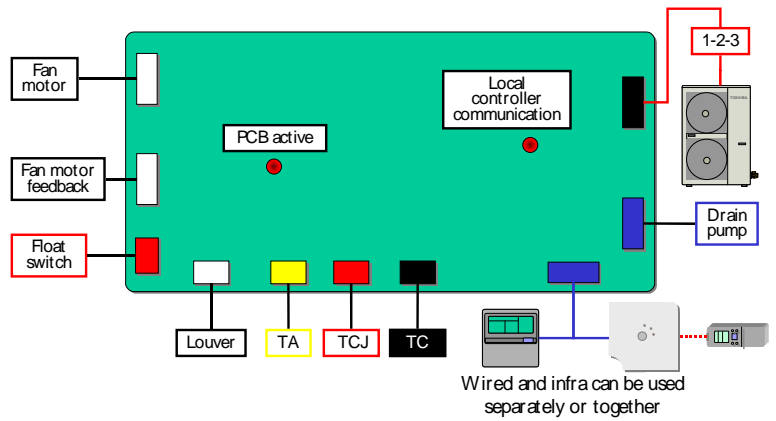 1-2-3
Fan
motor
Local
controller
communication
TOSHIBA
PCB active
Fan motor
feedback
Drain
pump
Float
switch
Louver
TA
TCJ
TC
Wired and infra can be used
separately or together